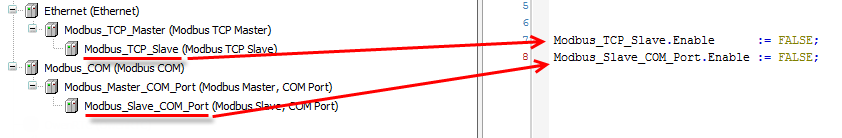 Ethernet (Ethernet)
Modbus_TCP_Master (Modbus TCP Master)
Modbus_TCP_Slave (Modbus TCP Slave)
Modbus_COM (Modbus COM)
Modbus_Master_COM_Port (Modbus Master, COM Port)
Modbus_Slave_COM_Port (Modbus Slave, COM Port)
5
6
7 Modbus_TCP_Slave.Enable := FALSE;
8 Modbus_Slave_COM_Port.Enable := FALSE;